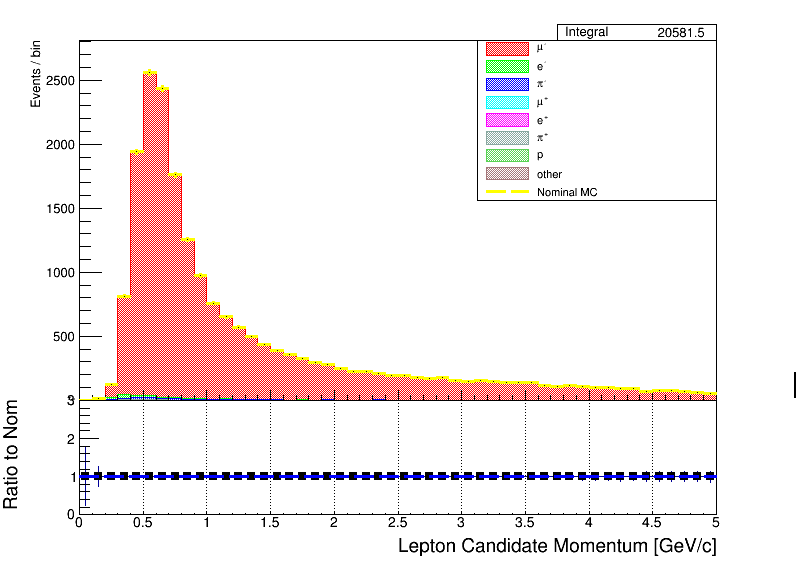 Integral 20581.5
Events / bin
2500
2000
1500
1000
500
μ-
e-
π-
μ+
e+
π+
p
other
Nominal MC
Ratio to Nom
3
2
1
0
0 0.5 1 1.5 2 2.5 3 3.5 4 4.5 5
Lepton Candidate Momentum [GeV/c]